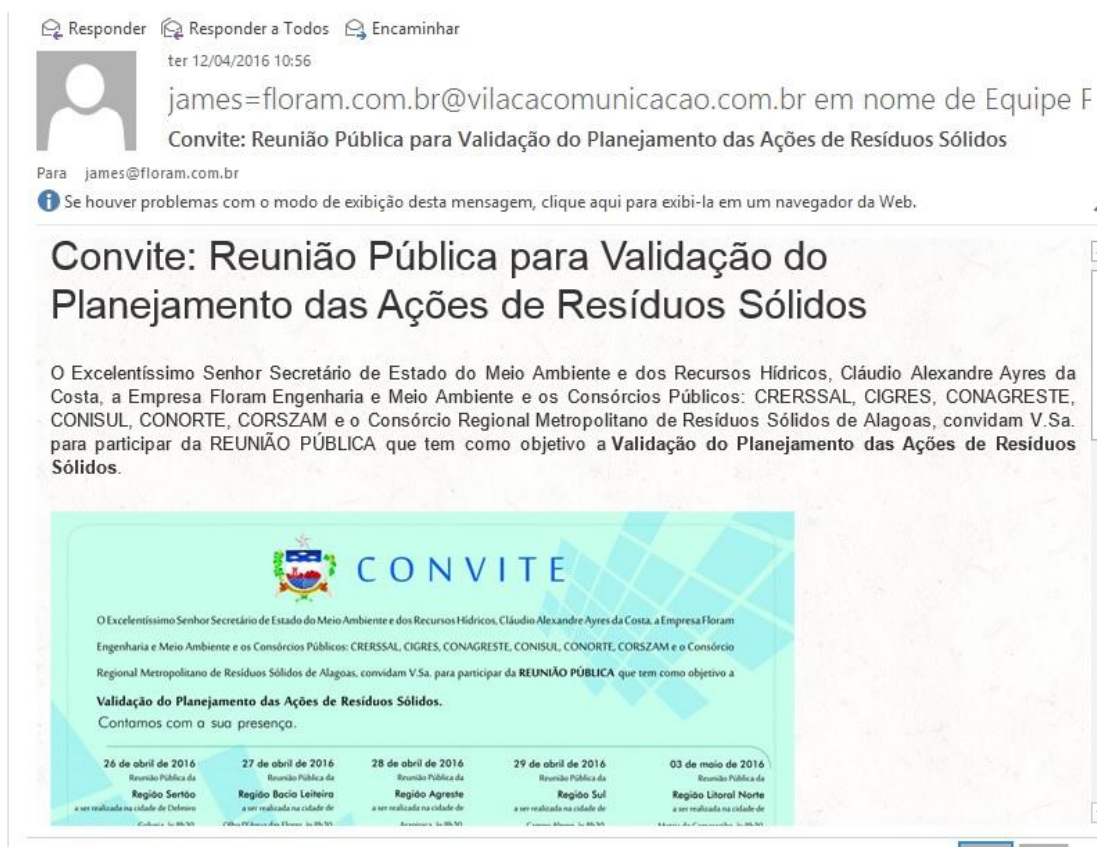 Responder Responder a Todos Encaminhar
ter 12/04/2016 10:56
james=floram.com.br@vilacacomunicacao.com.br em nome de Equipe F
Convite: Reunião Pública para Validação do Planejamento das Ações de Resíduos Sólidos
Para james@floram.com.br
Se houver problemas com o modo de exibição desta mensagem, clique aqui para exibi-la em um navegador da Web.
Convite: Reunião Pública para Validação do
Planejamento das Ações de Resíduos Sólidos
O Excelentíssimo Senhor Secretário de Estado do Meio Ambiente e dos Recursos Hídricos, Cláudio Alexandre Ayres da
Costa, a Empresa Floram Engenharia e Meio Ambiente e os Consórcios Públicos: CRERSSAL, CIGRES, CONAGRESTE,
CONISUL, CONORTE, CORSZAM e o Consórcio Regional Metropolitano de Resíduos Sólidos de Alagoas, convidam V.Sa.
para participar da REUNIÃO PÚBLICA que tem como objetivo a Validação do Planejamento das Ações de Resíduos
Sólidos.
CONVITE
O Excelentíssimo Senhor Secretário de Estado do Meio Ambiente e dos Recursos Hídricos, Cláudio Alexandre Ayres da Costa, a Empresa Floram
Engenharia e Meio Ambiente e os Consórcios Públicos: CRERSSAL, CIGRES, CONAGRESTE, CONISUL, CONORTE, CORSZAM e o Consórcio
Regional Metropolitano de Resíduos Sólidos de Alagoas, convidam V.Sa. para participar da REUNIÃO PÚBLICA que tem como objetivo a
Validação do Planejamento das Ações de Resíduos Sólidos.
Contamos com a sua presença.
26 de abril de 2016
Reunião Pública da
Região Sertão
a ser realizada na cidade de Delmiro
27 de abril de 2016
Reunião Pública da
Região Bacia Leiteira
a ser realizada na cidade de
28 de abril de 2016
Reunião Pública da
Região Agreste
a ser realizada na cidade de
29 de abril de 2016
Reunião Pública da
Região Sul
a ser realizada na cidade de
03 de maio de 2016
Reunião Pública da
Região Litoral Norte
a ser realizada na cidade de